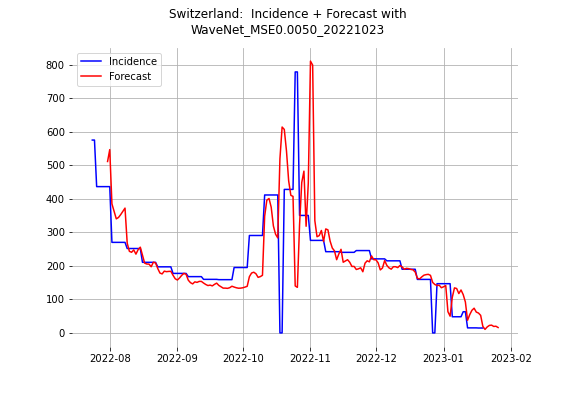 Switzerland:  Incidence + Forecast with
WaveNet_MSE0.0050_20221023
Incidence
Forecast
800
700
600
500
400
300
200
100
0
2022-08 2022-09 2022-10 2022-11 2022-12 2023-01 2023-02